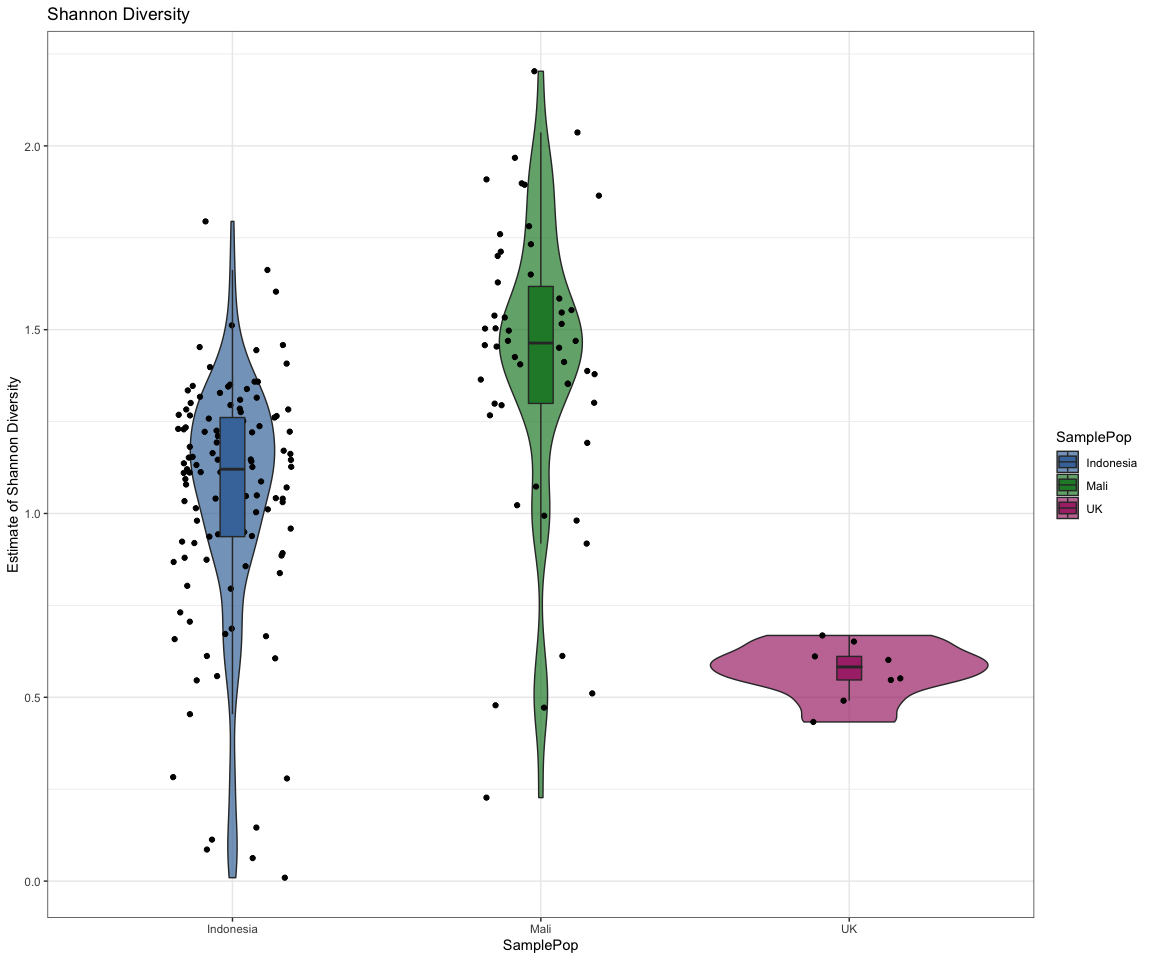 Shannon Diversity
Estimate of Shannon Diversity
2.0
1.5
1.0
0.5
0.0
Indonesia
Mali
UK
SamplePop
SamplePop
Indonesia
Mali
UK